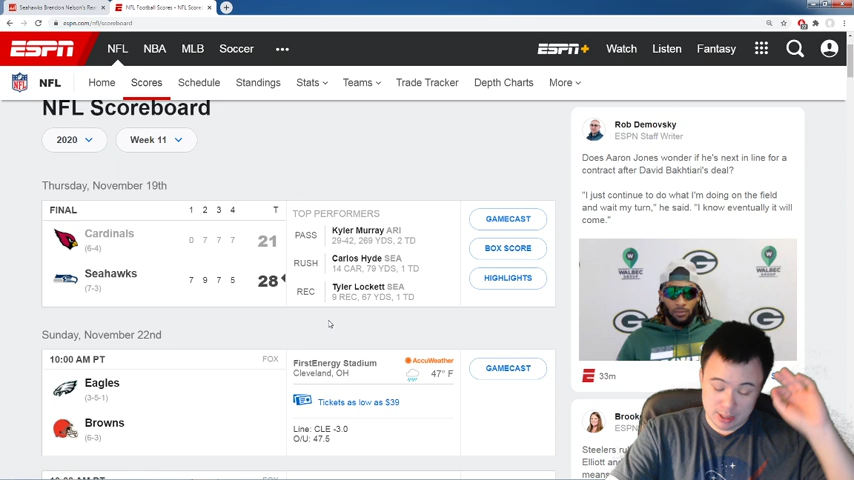 Seahawks Brendon Nelson's Rea
NFL Football Scores - NFL Score
espn.com/nfl/scoreboard
ESPN
NFL
NBA
MLB
Soccer
ESPN+
Watch
Listen
Fantasy
NFL
Home
Scores
Schedule
Standings
Stats
Teams
Trade Tracker
Depth Charts
More
NFL Scoreboard
2020
Week 11
Thursday, November 19th
FINAL 1 2 3 4 T
Cardinals 0 7 7 7 21
(6-4)
Seahawks 7 9 7 5 28
(7-3)
TOP PERFORMERS
PASS
Kyler Murray ARI
29-42, 269 YDS, 2 TD
RUSH
Carlos Hyde SEA
14 CAR, 79 YDS, 1 TD
REC
Tyler Lockett SEA
9 REC, 67 YDS, 1 TD
GAMECAST
BOX SCORE
HIGHLIGHTS
Sunday, November 22nd
10:00 AM PT FOX
Eagles
(3-5-1)
Browns
(6-3)
FirstEnergy Stadium
Cleveland, OH
AccuWeather
47° F
Tickets as low as $39
Line: CLE -3.0
O/U: 47.5
GAMECAST
Rob Demovsky
ESPN Staff Writer
Does Aaron Jones wonder if he's next in line for a
contract after David Bakhtiari's deal?
"I just continue to do what I'm doing on the field
and wait my turn," he said. "I know eventually it will
come."
33m
Brooke
ESPN
Steelers ru
Elliott and
means